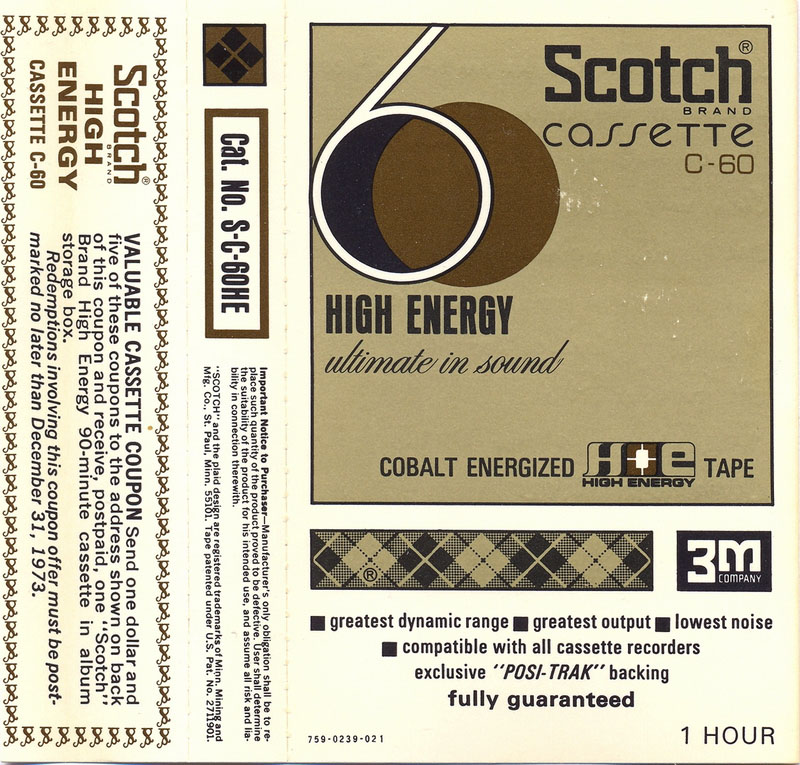 Scotch®
BRAND
HIGH
ENERGY
CASSETTE C-60
VALUABLE CASSETTE COUPON Send one dollar and
five of these coupons to the address shown on back
of this coupon and receive, postpaid, one "Scotch"
Brand High Energy 90-minute cassette in album
storage box.
Redemptions involving this coupon offer must be post-
marked no later than December 31, 1973.
Cat. No. S-C-60HE
Important Notice to Purchaser—Manufacturer's only obligation shall be to re-
place such quantity of the product proved to be defective. User shall determine
the suitability of the product for his intended use, and assume all risk and lia-
bility in connection therewith.
"SCOTCH" and the plaid design are registered trademarks of Minn. Mining and
Mfg. Co., St. Paul, Minn. 55101. Tape patented under U.S. Pat. No. 2711901.
60
Scotch®
BRAND
cassette
C-60
HIGH ENERGY
ultimate in sound
COBALT ENERGIZED HE HIGH ENERGY TAPE
®
3M
COMPANY
■ greatest dynamic range ■ greatest output ■ lowest noise
■ compatible with all cassette recorders
exclusive "POSI-TRAK" backing
fully guaranteed
759-0239-021
1 HOUR